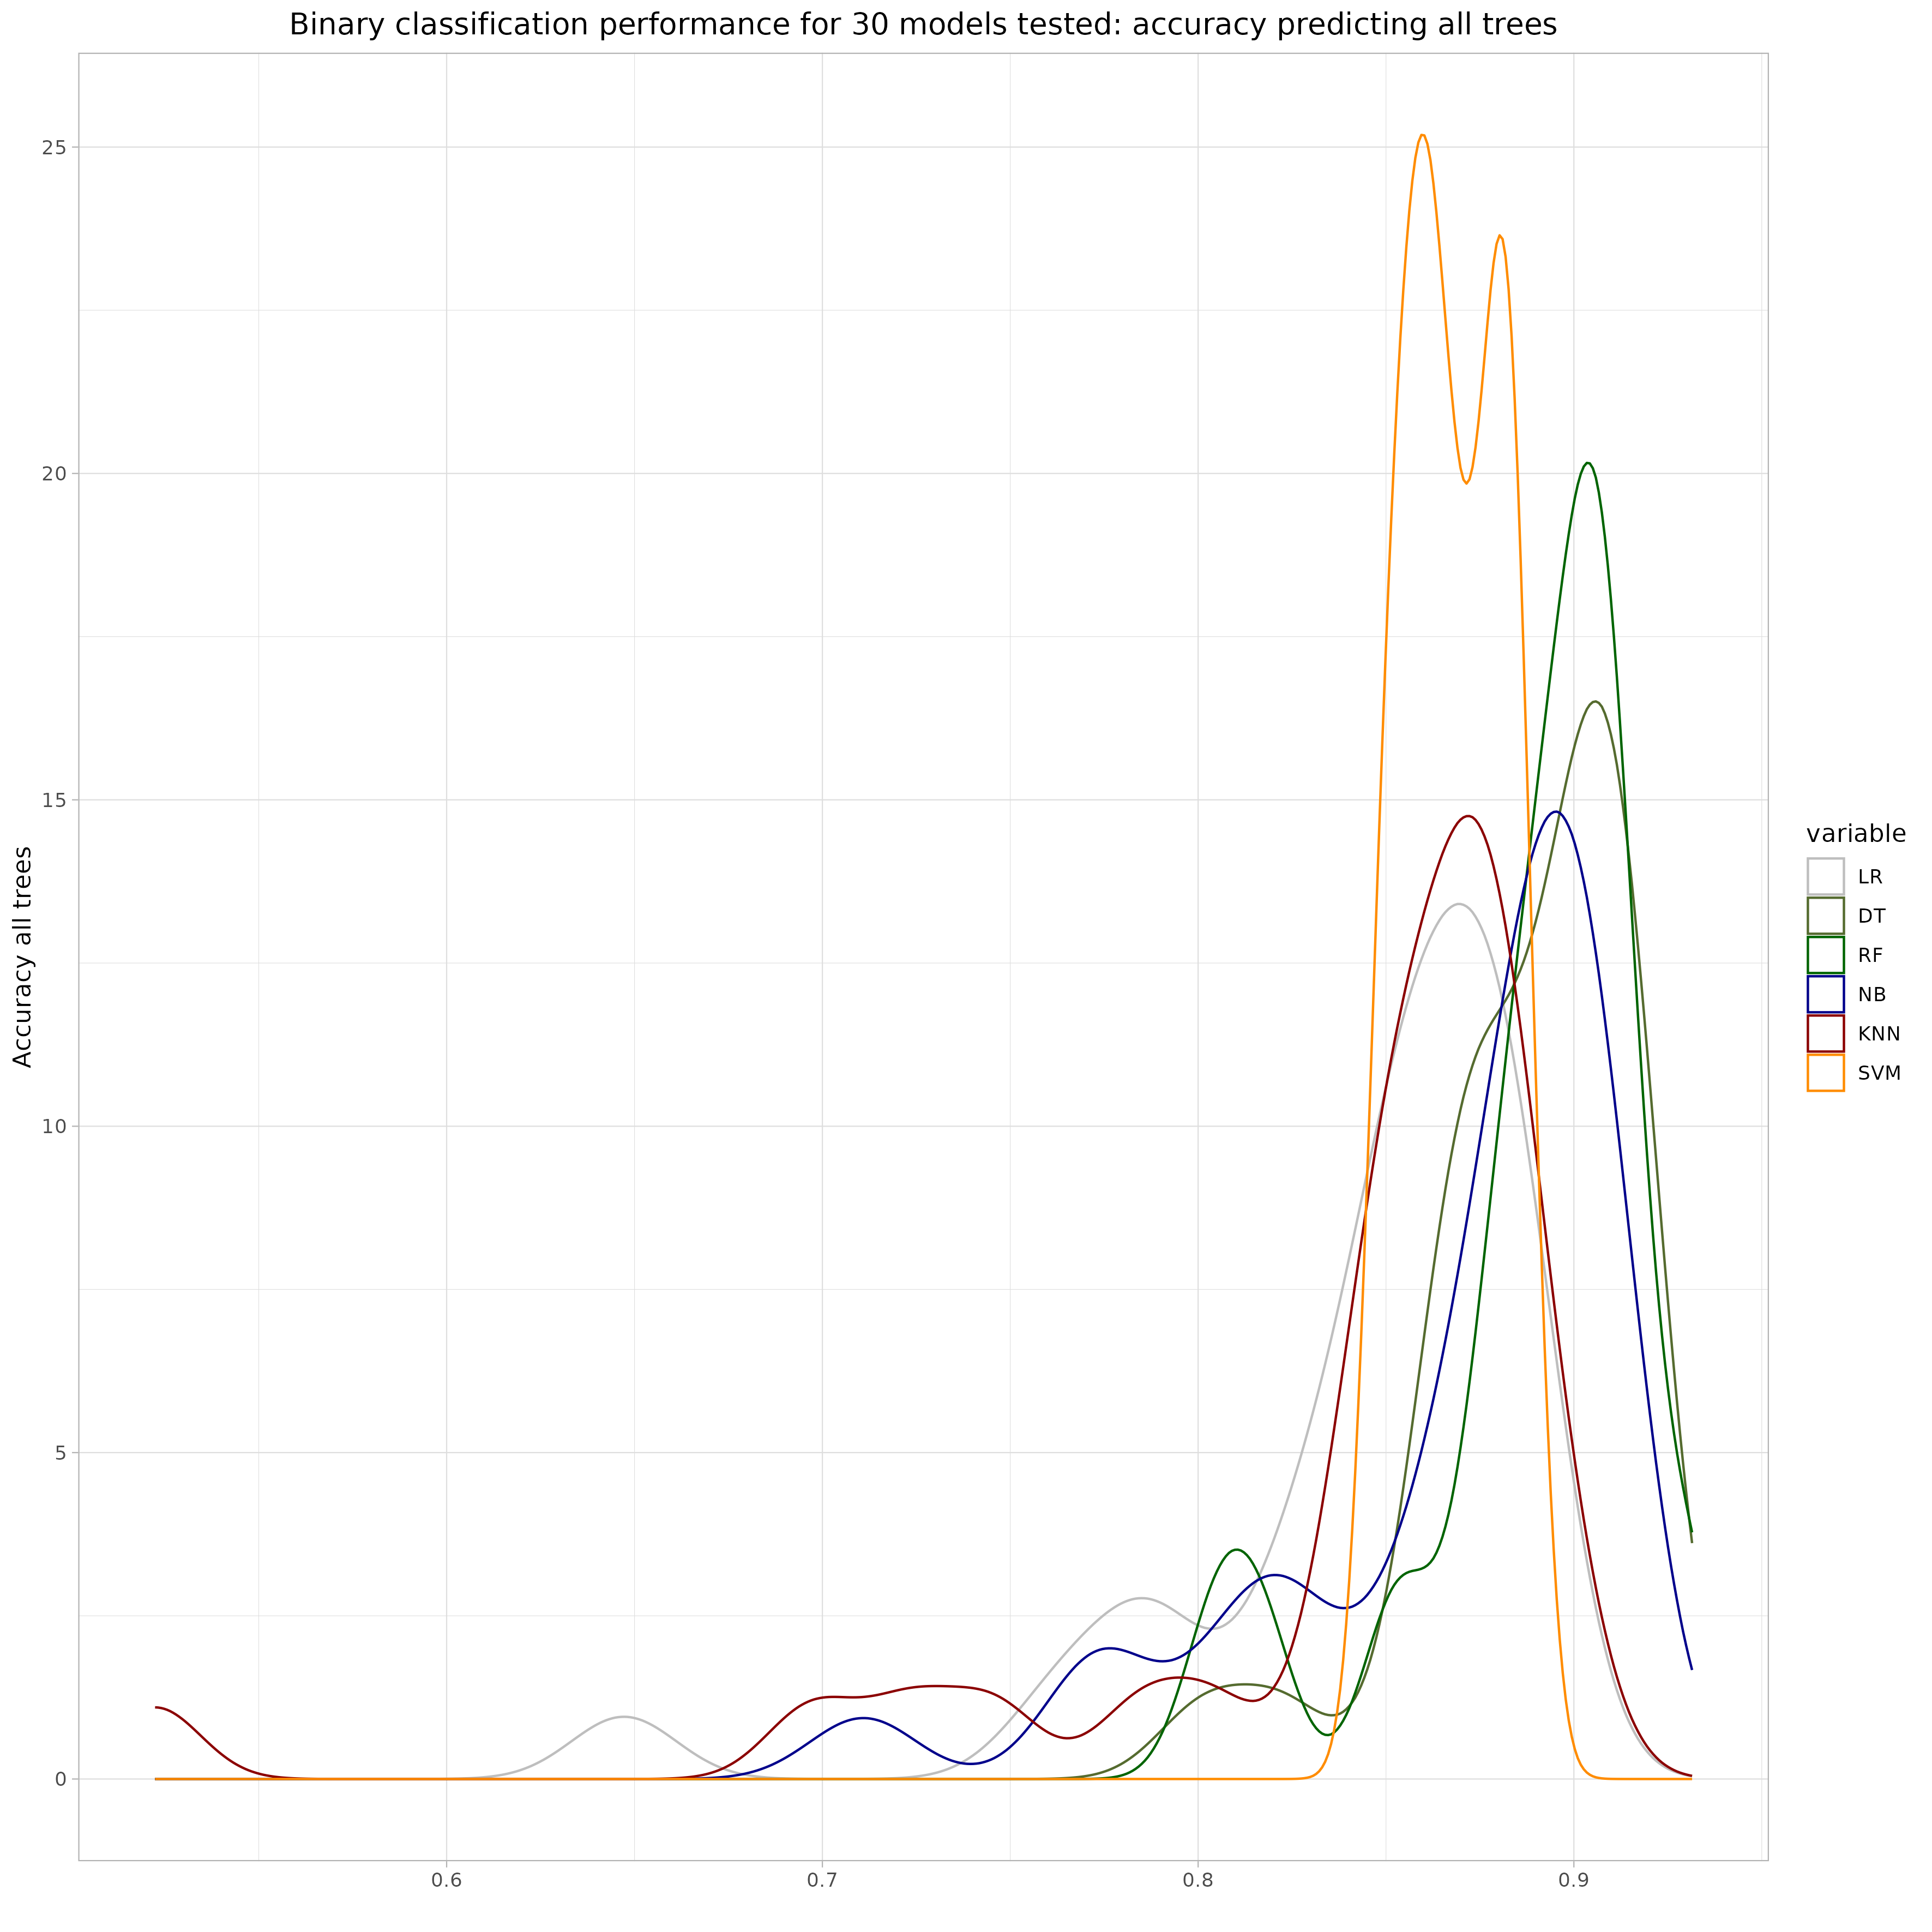 Binary classification performance for 30 models tested: accuracy predicting all trees
Accuracy all trees
25
20
15
10
5
0
0.6
0.7
0.8
0.9
variable
LR
DT
RF
NB
KNN
SVM